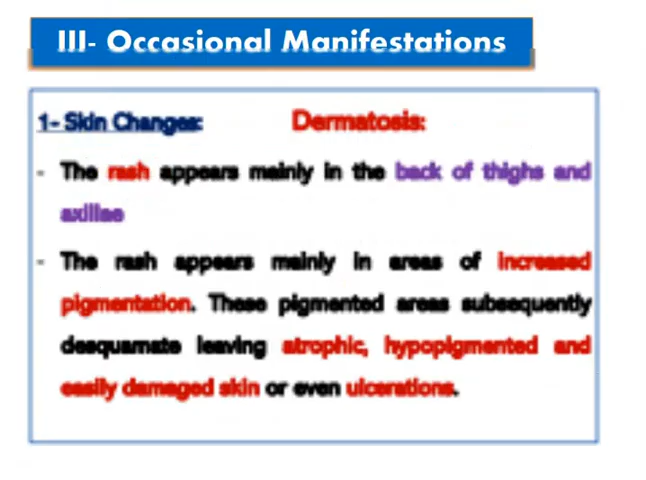 III- Occasional Manifestations
1- Skin Changes: Dermatosis:
- The rash appears mainly in the back of thighs and
axillae
- The rash appears mainly in areas of increased
pigmentation. These pigmented areas subsequently
desquamate leaving atrophic, hypopigmented and
easily damaged skin or even ulcerations.